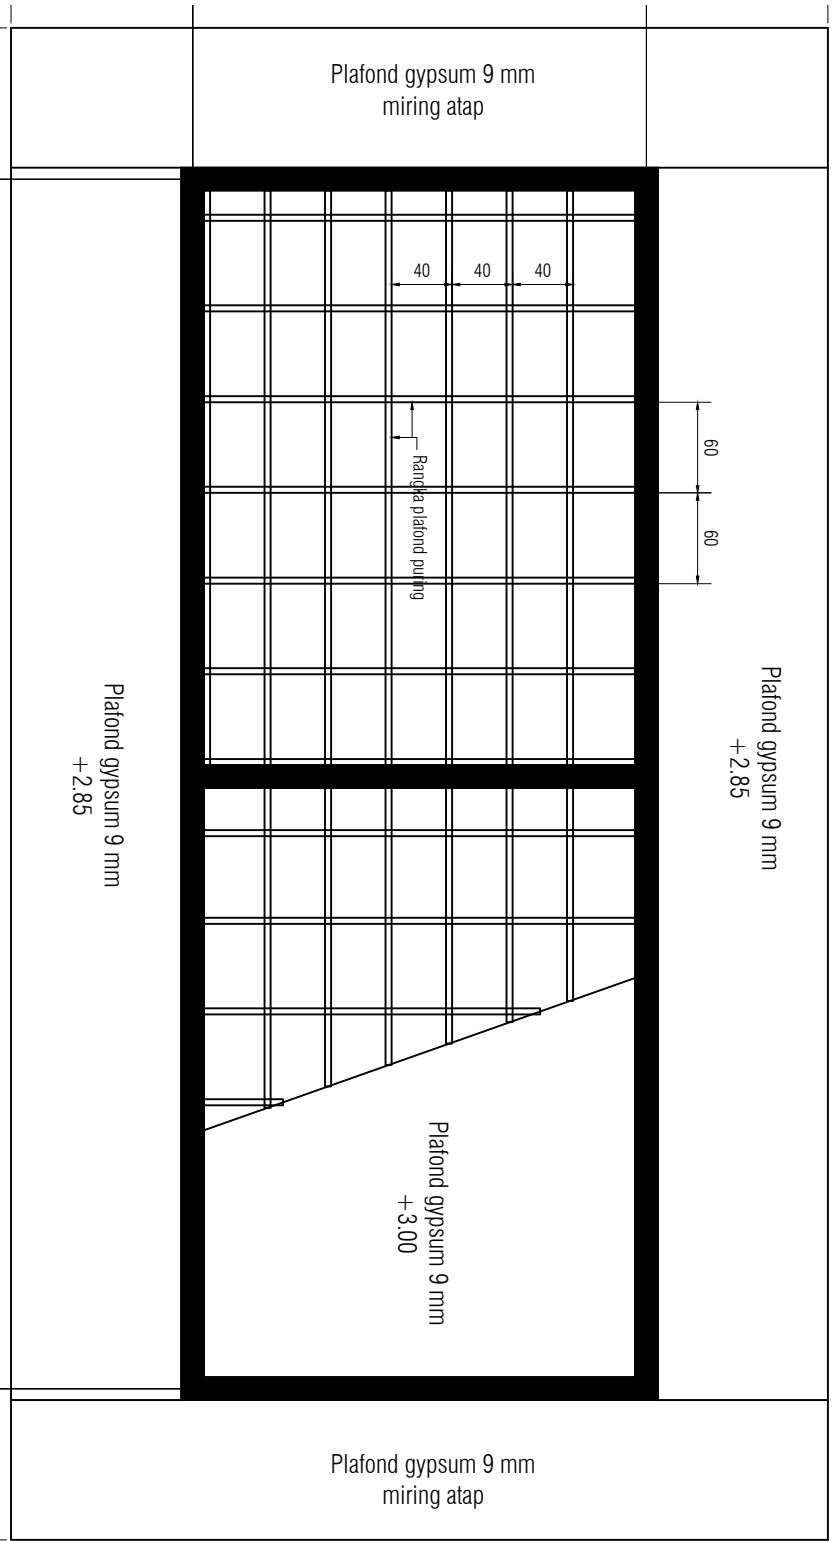 Plafond gypsum 9 mm
miring atap
40
40
40
60
60
Rangka plafond puring
Plafond gypsum 9 mm
+2.85
Plafond gypsum 9 mm
+2.85
Plafond gypsum 9 mm
+3.00
Plafond gypsum 9 mm
miring atap